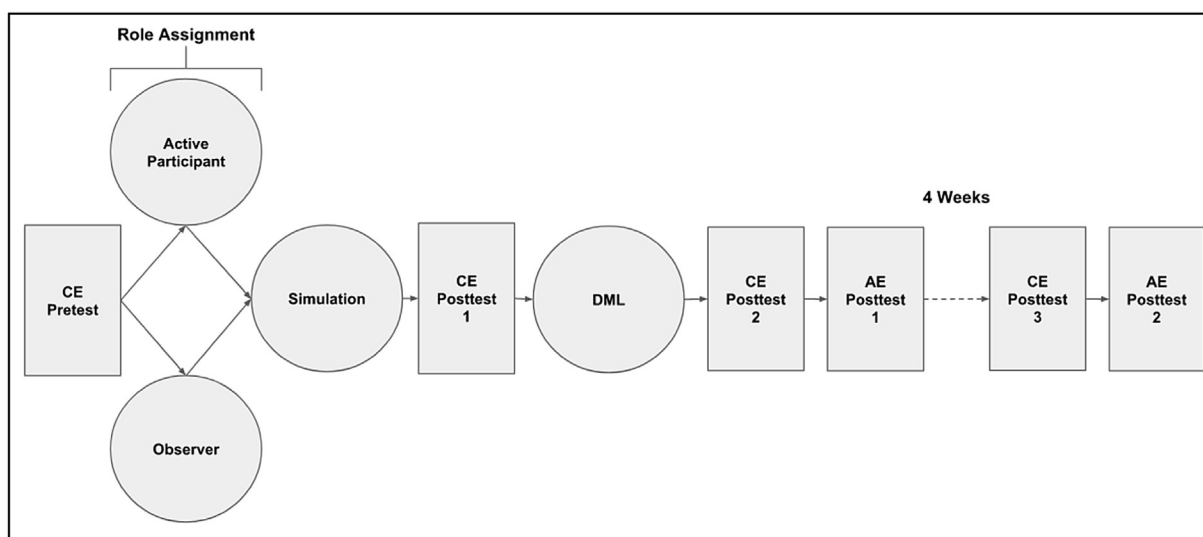 Role Assignment
Active
Participant
4 Weeks
CE
Pretest
Simulation
CE
Posttest
1
DML
CE
Posttest
2
AE
Posttest
1
CE
Posttest
3
AE
Posttest
2
Observer